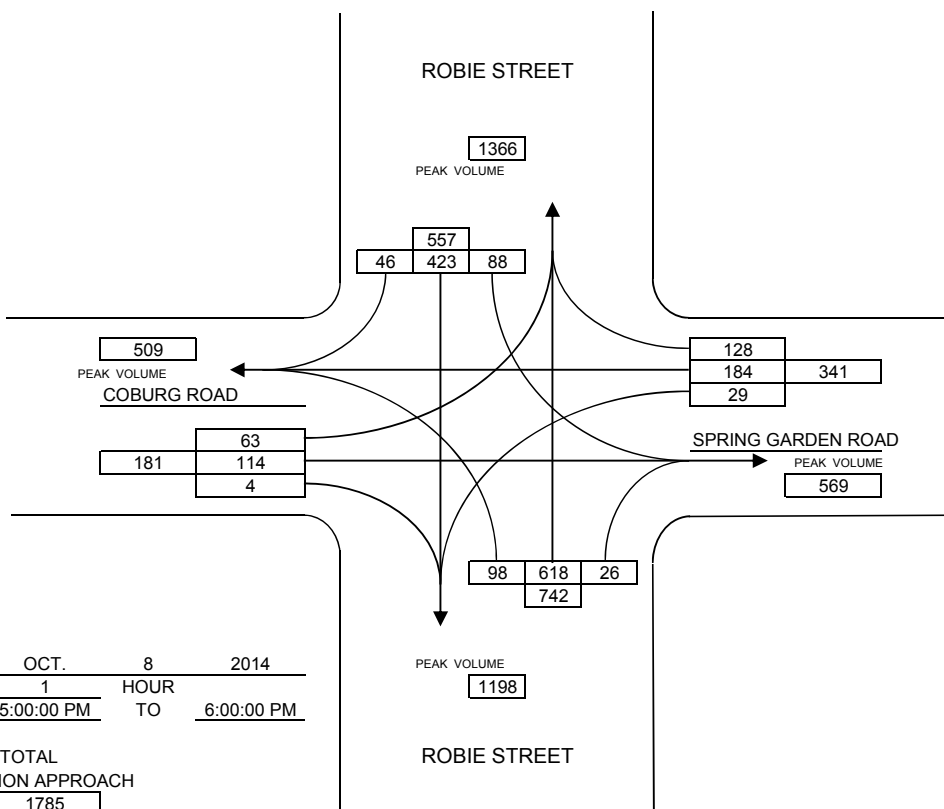 ROBIE STREET
1366
PEAK VOLUME
557
46 423 88
509
PEAK VOLUME
COBURG ROAD
128
184 341
29
63
181 114
4
SPRING GARDEN ROAD
PEAK VOLUME
569
98 618 26
742
OCT. 8 2014
1 HOUR
5:00:00 PM TO 6:00:00 PM
PEAK VOLUME
1198
TOTAL
ION APPROACH
1785
ROBIE STREET